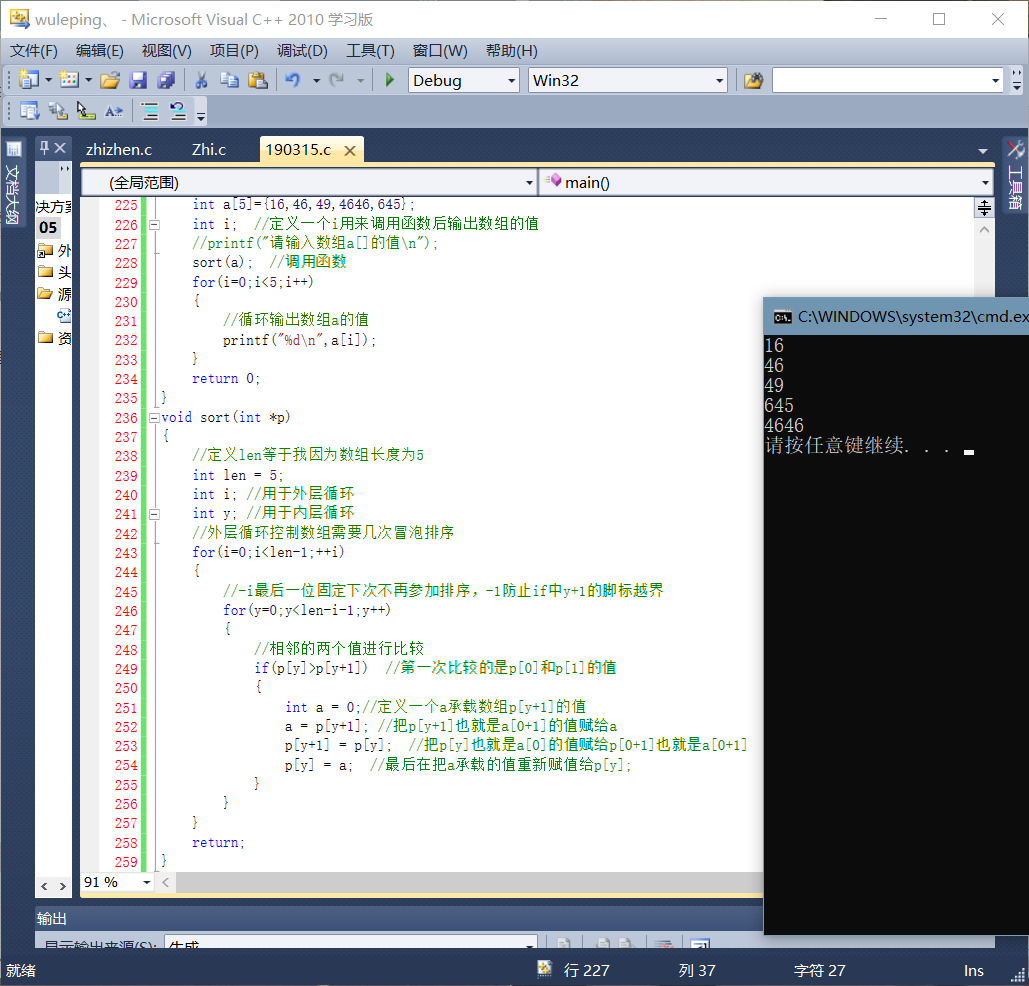 wuleping、 - Microsoft Visual C++ 2010 学习版
文件(F) 编辑(E) 视图(V) 项目(P) 调试(D) 工具(T) 窗口(W) 帮助(H)
Debug Win32
zhizhen.c Zhi.c 190315.c
文档大纲
工具箱
(全局范围) main()
决方案
05
外
头
源
资
225 int a[5]={16,46,49,4646,645};
226 int i; //定义一个i用来调用函数后输出数组的值
227 //printf("请输入数组a[]的值\n");
228 sort(a); //调用函数
229 for(i=0;i<5;i++)
230 {
231 //循环输出数组a的值
232 printf("%d\n",a[i]);
233 }
234 return 0;
235 }
236 void sort(int *p)
237 {
238 //定义len等于我因为数组长度为5
239 int len = 5;
240 int i; //用于外层循环
241 int y; //用于内层循环
242 //外层循环控制数组需要几次冒泡排序
243 for(i=0;i<len-1;++i)
244 {
245 //-i最后一位固定下次不再参加排序，-1防止if中y+1的脚标越界
246 for(y=0;y<len-i-1;y++)
247 {
248 //相邻的两个值进行比较
249 if(p[y]>p[y+1]) //第一次比较的是p[0]和p[1]的值
250 {
251 int a = 0;//定义一个a承载数组p[y+1]的值
252 a = p[y+1]; //把p[y+1]也就是a[0+1]的值赋给a
253 p[y+1] = p[y]; //把p[y]也就是a[0]的值赋给p[0+1]也就是a[0+1]
254 p[y] = a; //最后在把a承载的值重新赋值给p[y];
255 }
256 }
257 }
258 return;
259 }
91 %
C:\WINDOWS\system32\cmd.ex
16
46
49
645
4646
请按任意键继续. . .
输出
显示输出来源(S): 生成
就绪 行 227 列 37 字符 27 Ins